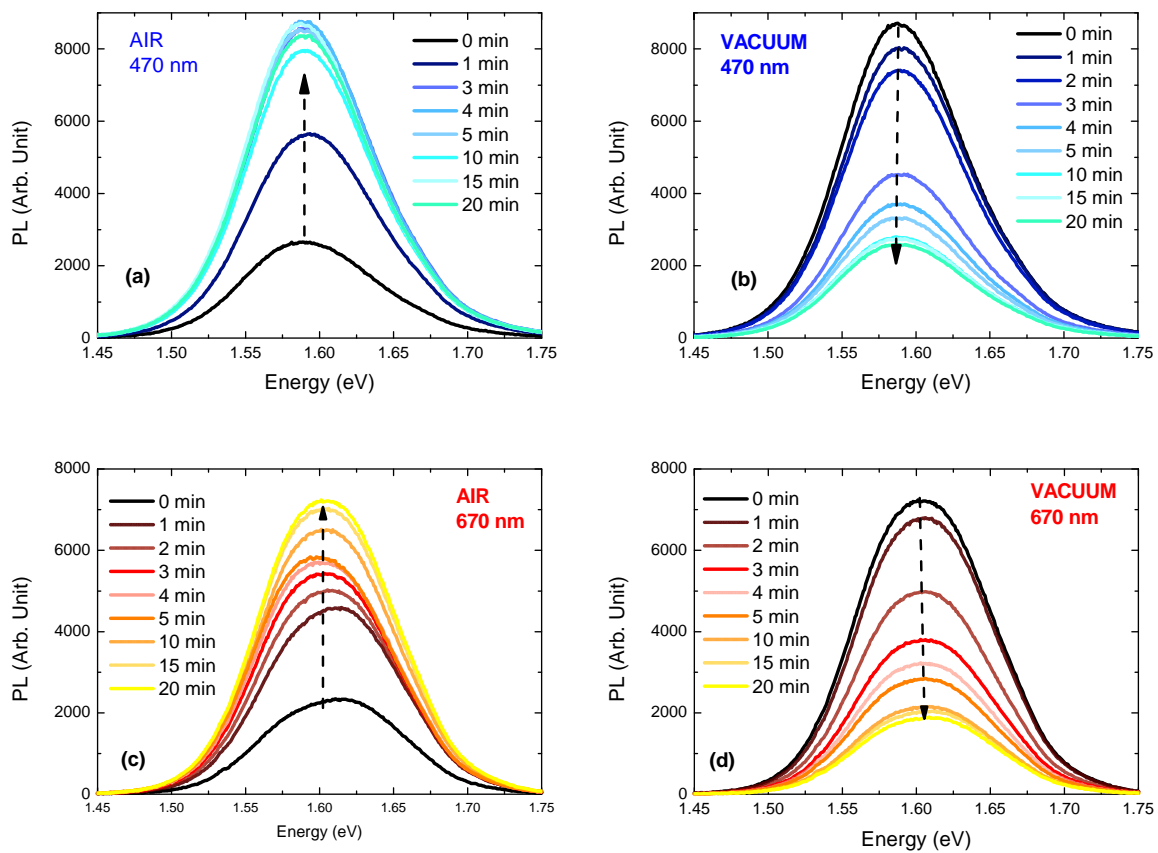 AIR
470 nm
0 min
1 min
3 min
4 min
5 min
10 min
15 min
20 min
(a)
PL (Arb. Unit)
8000
6000
4000
2000
0
1.45 1.50 1.55 1.60 1.65 1.70 1.75
Energy (eV)
VACUUM
470 nm
0 min
1 min
2 min
3 min
4 min
5 min
10 min
15 min
20 min
(b)
PL (Arb. Unit)
8000
6000
4000
2000
0
1.45 1.50 1.55 1.60 1.65 1.70 1.75
Energy (eV)
AIR
670 nm
0 min
1 min
2 min
3 min
4 min
5 min
10 min
15 min
20 min
(c)
PL (Arb. Unit)
8000
6000
4000
2000
0
1.45 1.50 1.55 1.60 1.65 1.70 1.75
Energy (eV)
VACUUM
670 nm
0 min
1 min
2 min
3 min
4 min
5 min
10 min
15 min
20 min
(d)
PL (Arb. Unit)
8000
6000
4000
2000
0
1.45 1.50 1.55 1.60 1.65 1.70 1.75
Energy (eV)